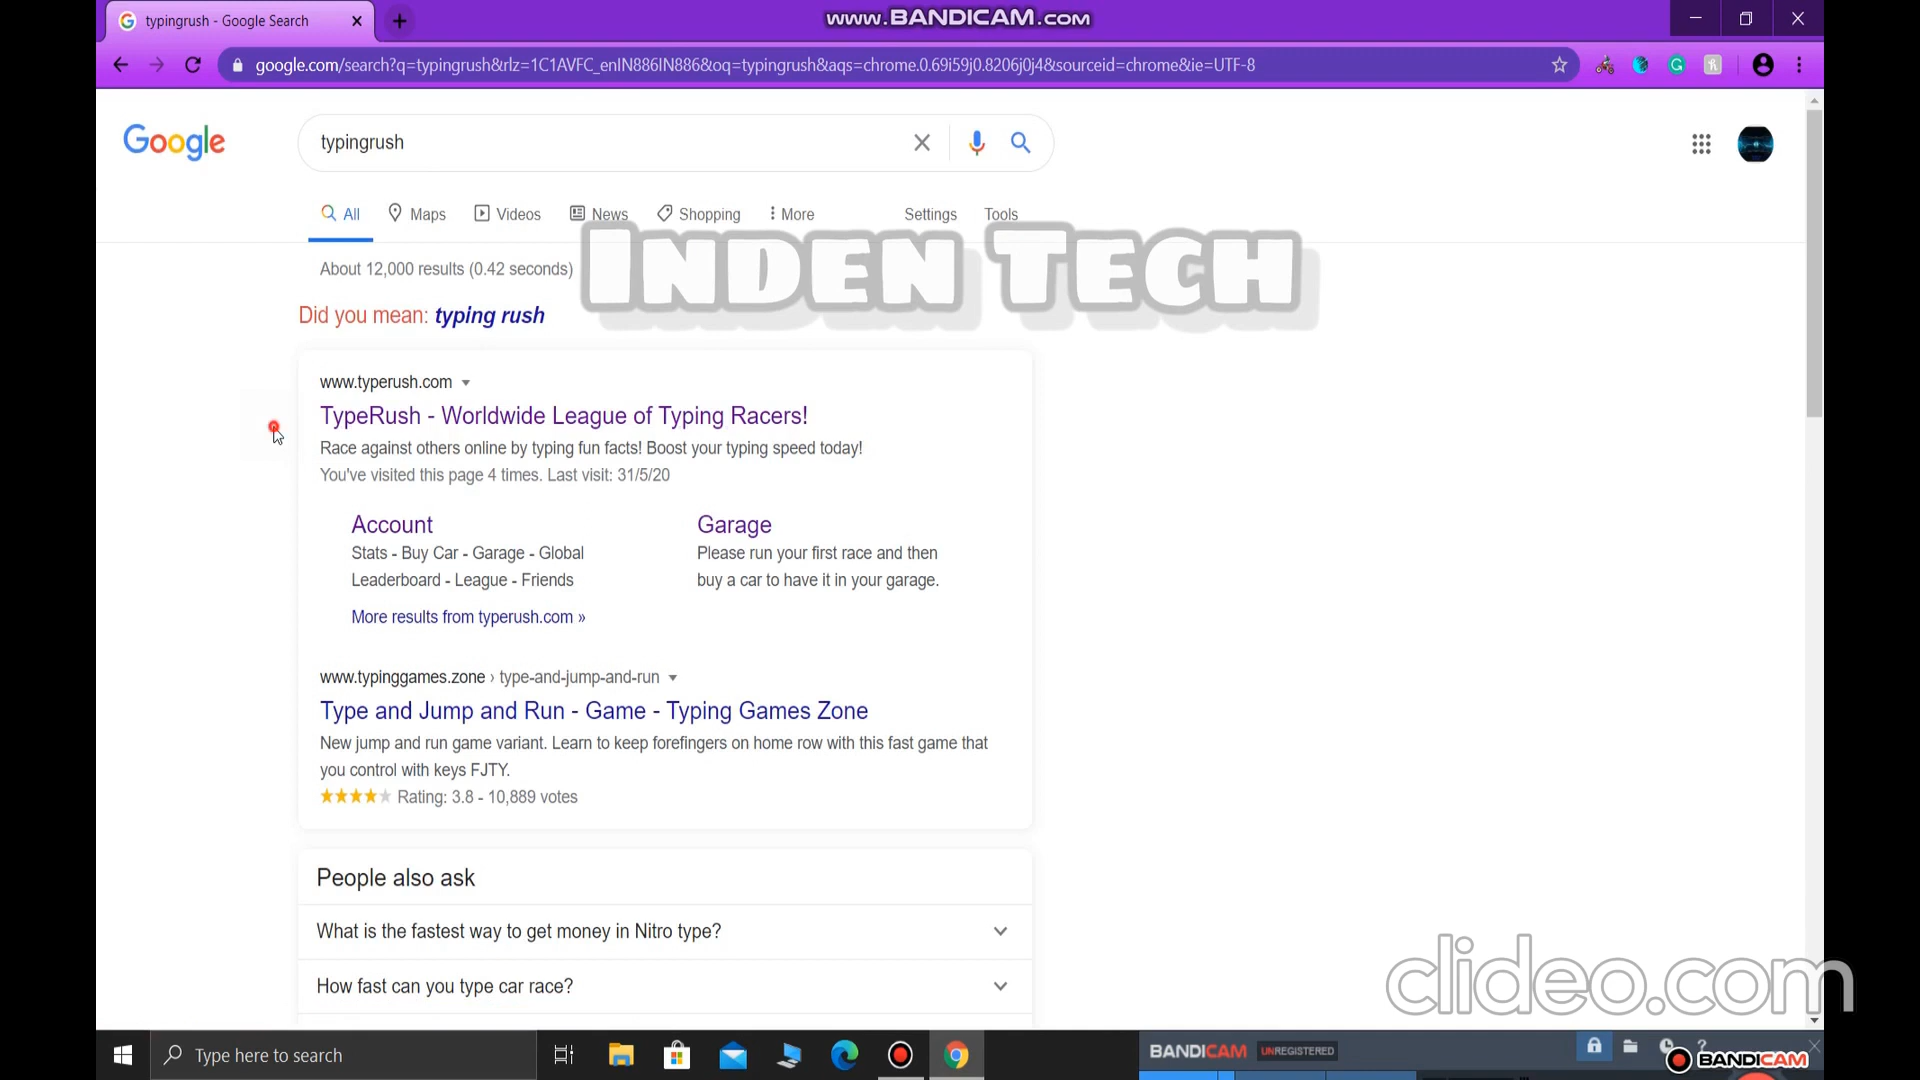 typingrush - Google Search
www.BANDICAM.com
google.com/search?q=typingrush&rlz=1C1AVFC_enIN886IN886&oq=typingrush&aqs=chrome.0.69i59j0.8206j0j4&sourceid=chrome&ie=UTF-8
Google
typingrush
All Maps Videos News Shopping More Settings Tools
INDEN TECH
About 12,000 results (0.42 seconds)
Did you mean: typing rush
www.typerush.com
TypeRush - Worldwide League of Typing Racers!
Race against others online by typing fun facts! Boost your typing speed today!
You've visited this page 4 times. Last visit: 31/5/20
Account
Stats - Buy Car - Garage - Global
Leaderboard - League - Friends
Garage
Please run your first race and then
buy a car to have it in your garage.
More results from typerush.com »
www.typinggames.zone › type-and-jump-and-run
Type and Jump and Run - Game - Typing Games Zone
New jump and run game variant. Learn to keep forefingers on home row with this fast game that
you control with keys FJTY.
Rating: 3.8 - 10,889 votes
People also ask
What is the fastest way to get money in Nitro type?
How fast can you type car race?
clideo.com
Type here to search
BANDICAM UNREGISTERED
BANDICAM